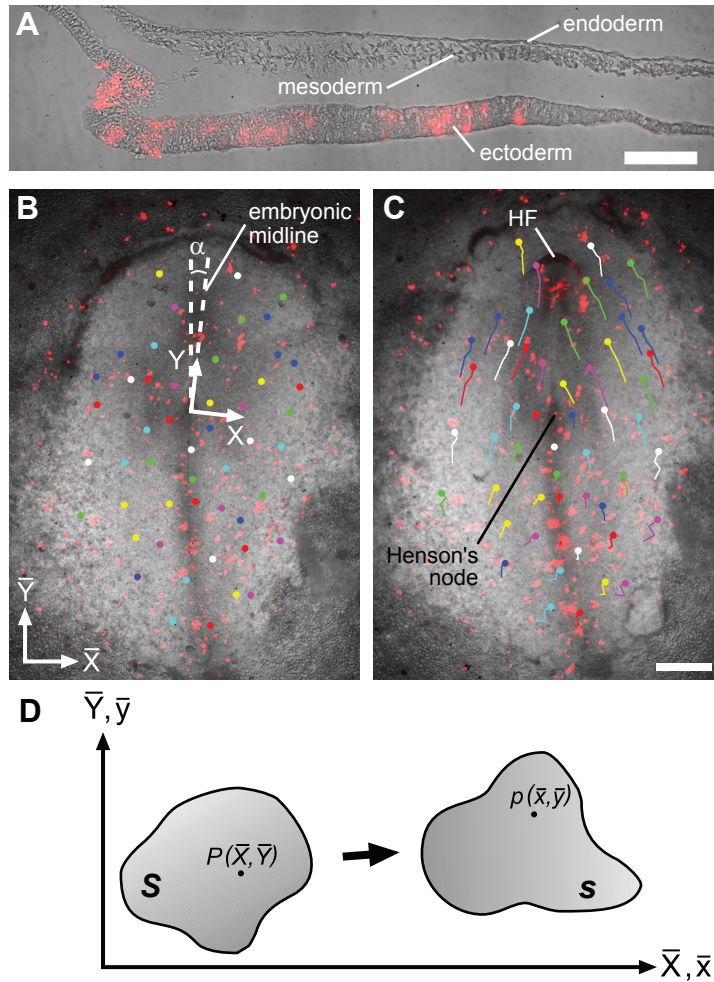 A
endoderm
mesoderm
ectoderm
B
embryonic
midline
α
Y
X
Y̅
X̅
C
HF
Henson's
node
D
Y̅, y̅
P(X̅,Y̅)
S
p(x̅,y̅)
s
X̅, x̅